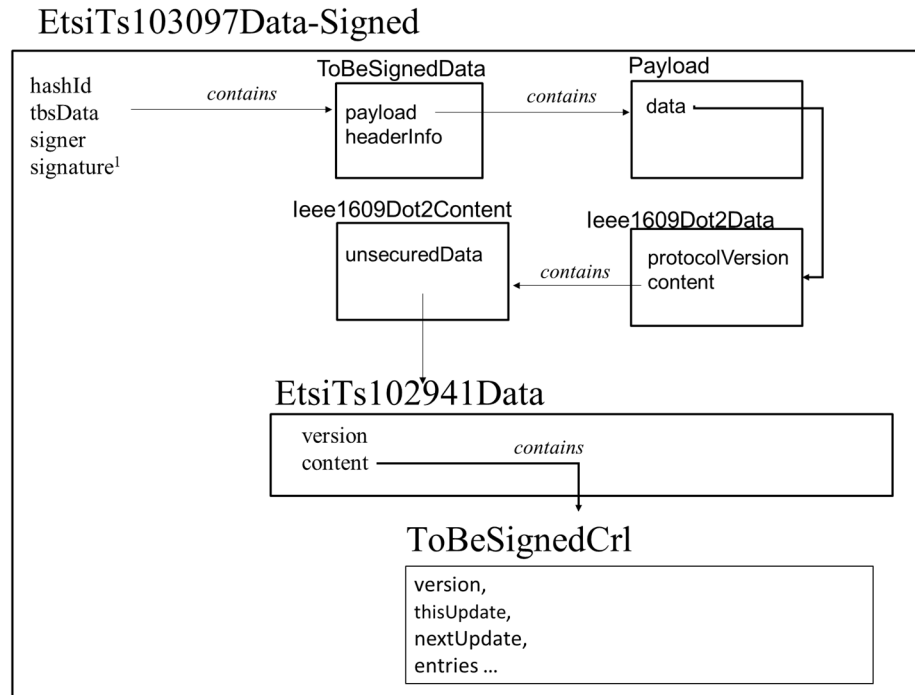 EtsiTs103097Data-Signed
hashId
tbsData
signer
signature¹
contains
ToBeSignedData
payload
headerInfo
contains
Payload
data
Ieee1609Dot2Content
unsecuredData
contains
Ieee1609Dot2Data
protocolVersion
content
EtsiTs102941Data
version
content
contains
ToBeSignedCrl
version,
thisUpdate,
nextUpdate,
entries ...